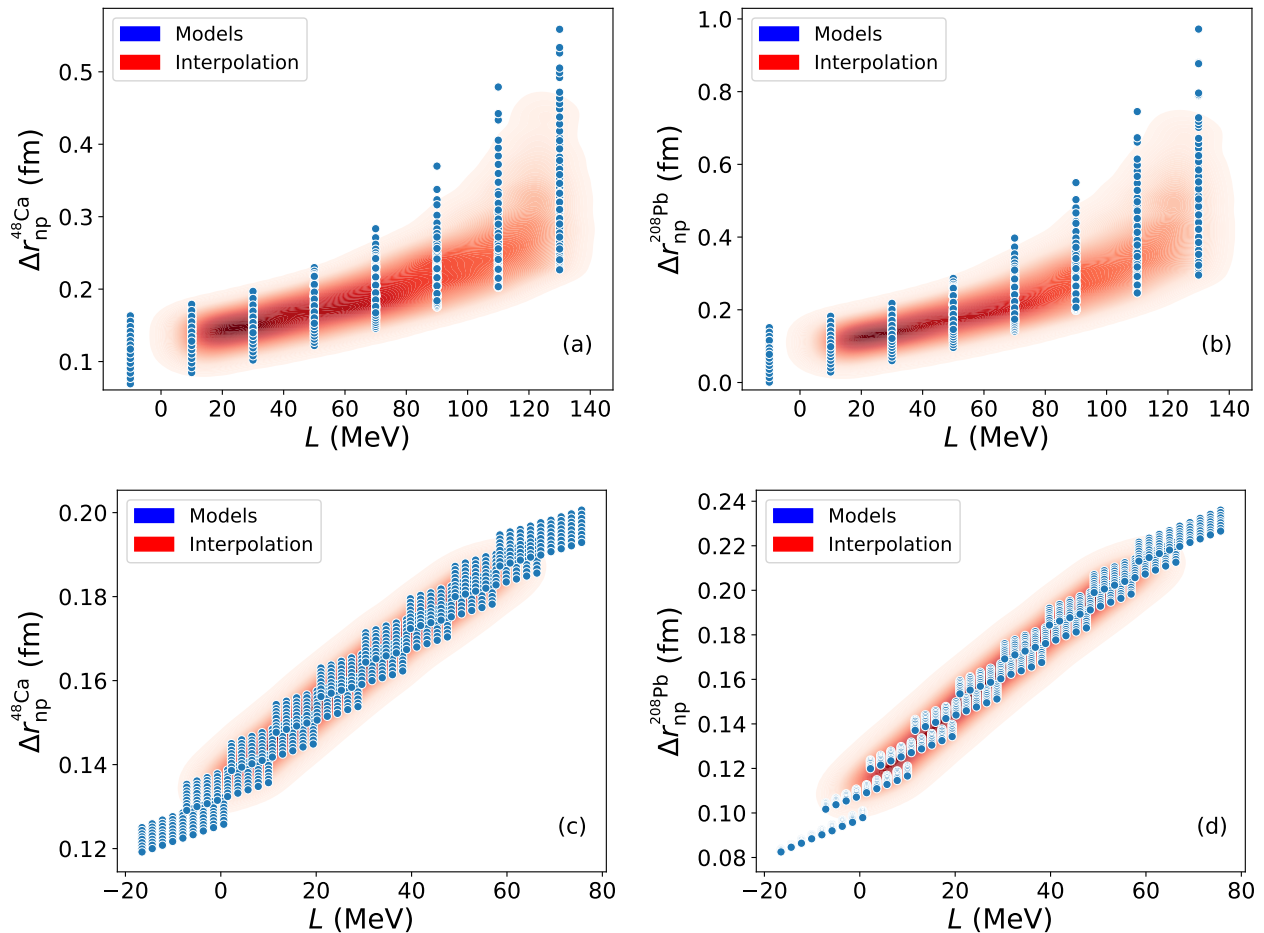 Models
Interpolation
0.5
0.4
0.3
0.2
0.1
Δr_np^48Ca (fm)
(a)
0 20 40 60 80 100 120 140
L (MeV)
Models
Interpolation
1.0
0.8
0.6
0.4
0.2
0.0
Δr_np^208Pb (fm)
(b)
0 20 40 60 80 100 120 140
L (MeV)
Models
Interpolation
0.20
0.18
0.16
0.14
0.12
Δr_np^48Ca (fm)
(c)
−20 0 20 40 60 80
L (MeV)
Models
Interpolation
0.24
0.22
0.20
0.18
0.16
0.14
0.12
0.10
0.08
Δr_np^208Pb (fm)
(d)
−20 0 20 40 60 80
L (MeV)